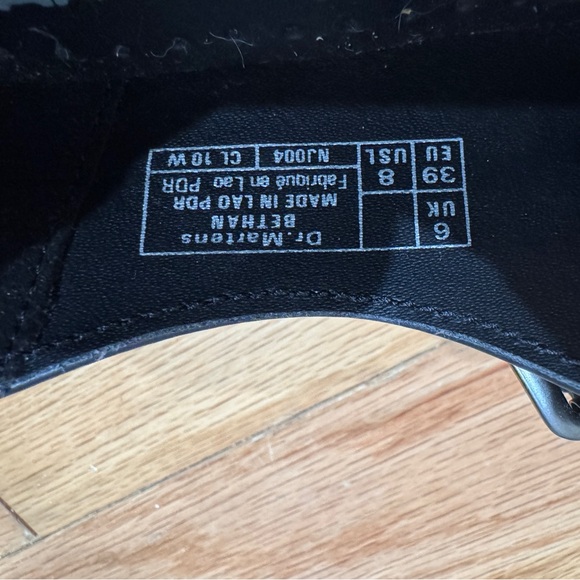 6
UK
39
EU
8
USL
Dr.Martens
BETHAN
MADE IN LAO PDR
Fabriqué en Lao PDR
NJ004
CL 10 W